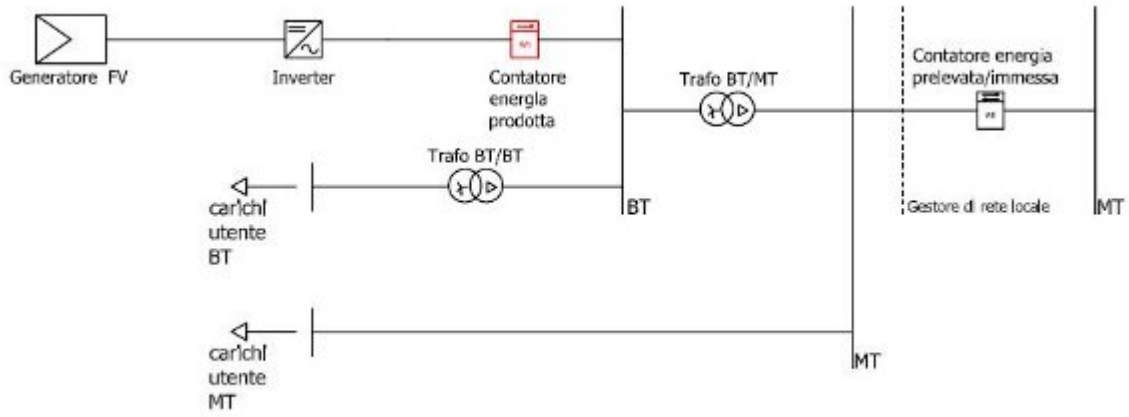 Generatore FV
Inverter
Contatore
energia
prodotta
Trafo BT/MT
Contatore energia
prelevata/immessa
Trafo BT/BT
BT
Gestore di rete locale
MT
carichi
utente
BT
MT
carichi
utente
MT